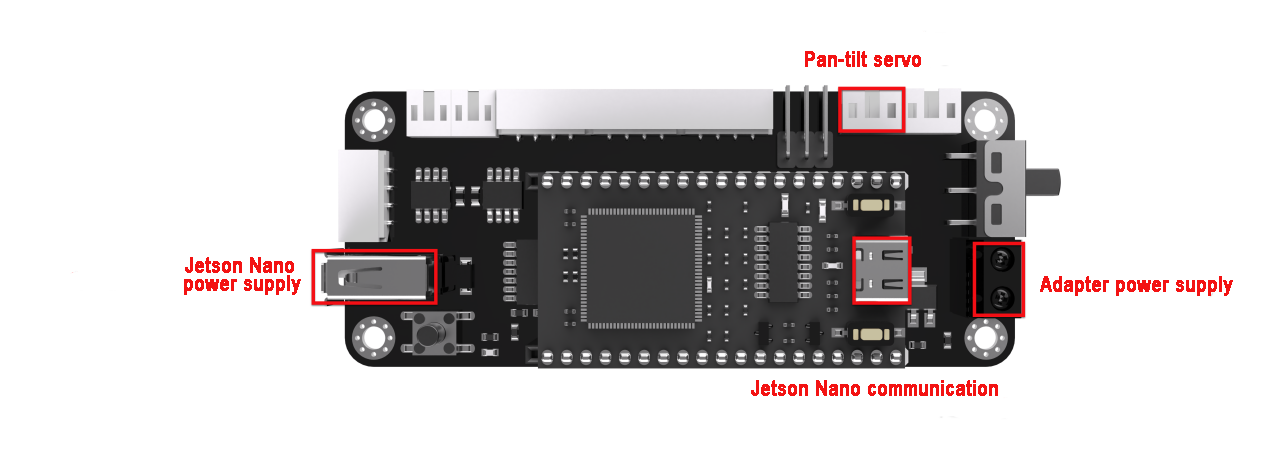 Pan-tilt servo
Jetson Nano
power supply
Adapter power supply
Jetson Nano communication